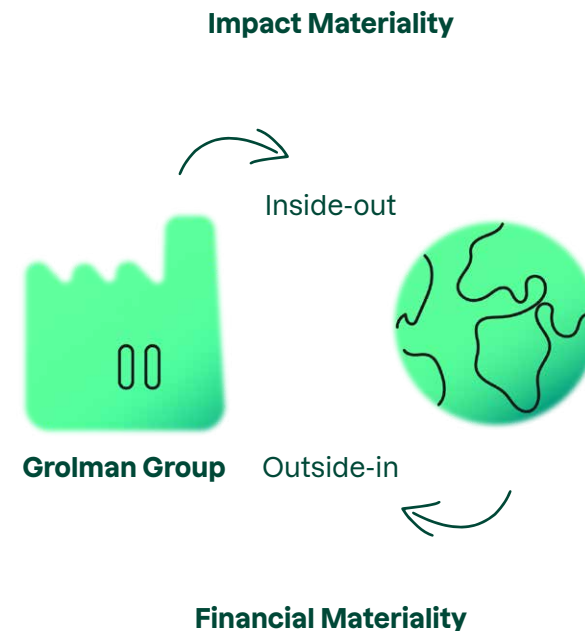 Impact Materiality
Inside-out
Grolman Group
Outside-in
Financial Materiality